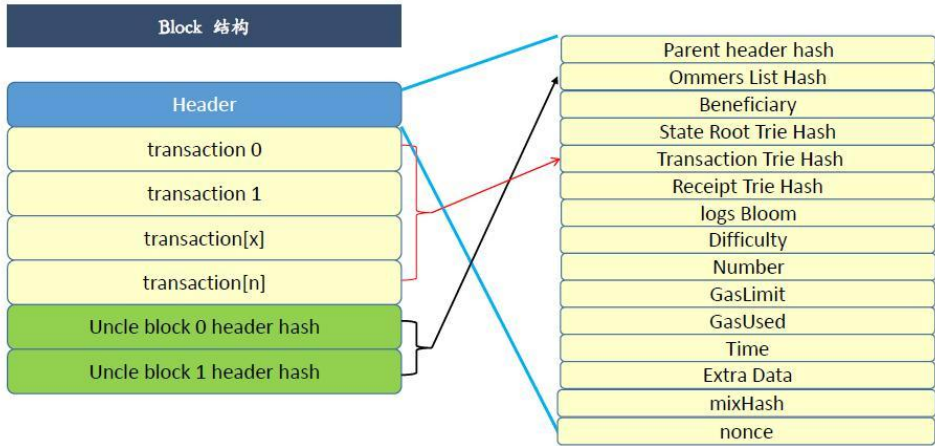 Block 结构
Header
transaction 0
transaction 1
transaction[x]
transaction[n]
Uncle block 0 header hash
Uncle block 1 header hash
Parent header hash
Ommers List Hash
Beneficiary
State Root Trie Hash
Transaction Trie Hash
Receipt Trie Hash
logs Bloom
Difficulty
Number
GasLimit
GasUsed
Time
Extra Data
mixHash
nonce